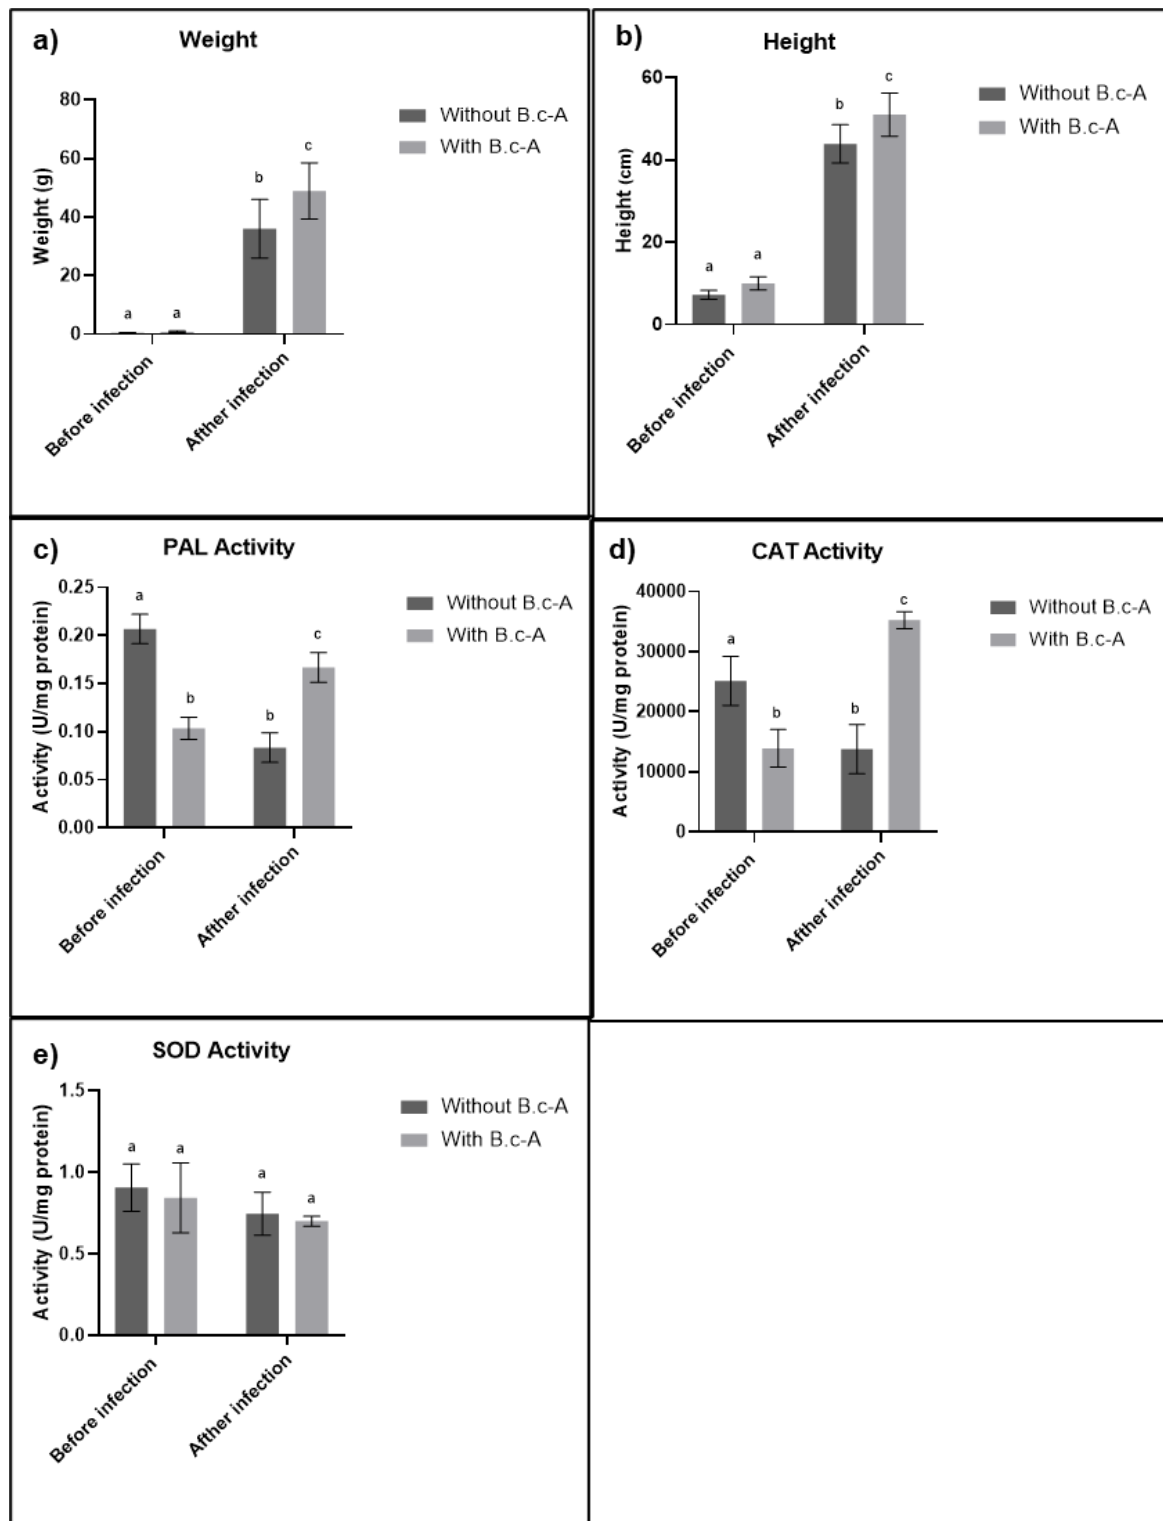 a)
Weight
80
60
40
20
0
Weight (g)
a
a
b
c
Without B.c-A
With B.c-A
Before infection
Afther infection
b)
Height
60
40
20
0
Height (cm)
a
a
b
c
Without B.c-A
With B.c-A
Before infection
Afther infection
c)
PAL Activity
0.25
0.20
0.15
0.10
0.05
0.00
Activity (U/mg protein)
a
b
b
c
Without B.c-A
With B.c-A
Before infection
Afther infection
d)
CAT Activity
40000
30000
20000
10000
0
Activity (U/mg protein)
a
b
b
c
Without B.c-A
With B.c-A
Before infection
Afther infection
e)
SOD Activity
1.5
1.0
0.5
0.0
Activity (U/mg protein)
a
a
a
a
Without B.c-A
With B.c-A
Before infection
Afther infection